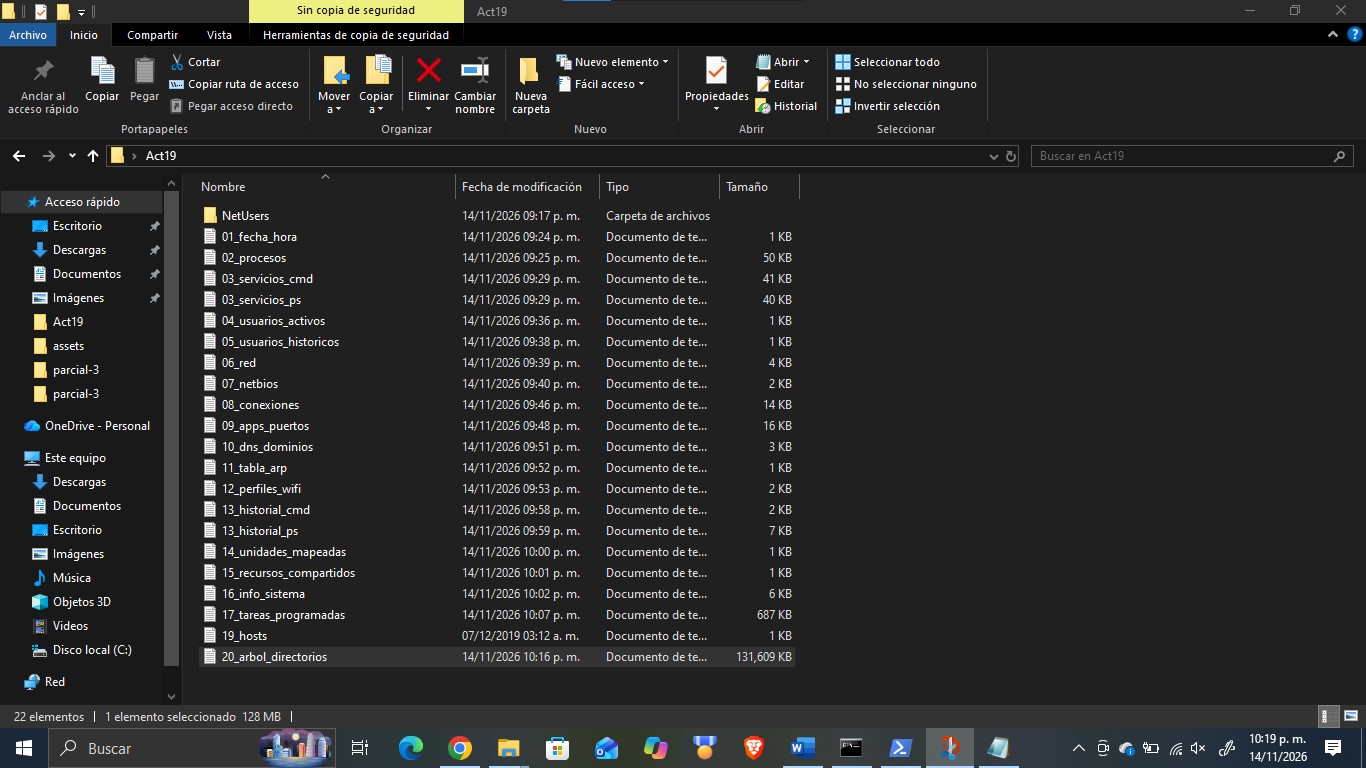 Sin copia de seguridad
Act19
Archivo
Inicio
Compartir
Vista
Herramientas de copia de seguridad
Anclar al
acceso rápido
Copiar
Pegar
Cortar
Copiar ruta de acceso
Pegar acceso directo
Portapapeles
Mover
a
Copiar
a
Eliminar
Cambiar
nombre
Organizar
Nueva
carpeta
Nuevo elemento
Fácil acceso
Nuevo
Propiedades
Abrir
Editar
Historial
Abrir
Seleccionar todo
No seleccionar ninguno
Invertir selección
Seleccionar
Act19
Buscar en Act19
Acceso rápido
Escritorio
Descargas
Documentos
Imágenes
Act19
assets
parcial-3
parcial-3
OneDrive - Personal
Este equipo
Descargas
Documentos
Escritorio
Imágenes
Música
Objetos 3D
Videos
Disco local (C:)
Red
Nombre Fecha de modificación Tipo Tamaño
NetUsers 14/11/2026 09:17 p. m. Carpeta de archivos
01_fecha_hora 14/11/2026 09:24 p. m. Documento de te... 1 KB
02_procesos 14/11/2026 09:25 p. m. Documento de te... 50 KB
03_servicios_cmd 14/11/2026 09:29 p. m. Documento de te... 41 KB
03_servicios_ps 14/11/2026 09:29 p. m. Documento de te... 40 KB
04_usuarios_activos 14/11/2026 09:36 p. m. Documento de te... 1 KB
05_usuarios_historicos 14/11/2026 09:38 p. m. Documento de te... 1 KB
06_red 14/11/2026 09:39 p. m. Documento de te... 4 KB
07_netbios 14/11/2026 09:40 p. m. Documento de te... 2 KB
08_conexiones 14/11/2026 09:46 p. m. Documento de te... 14 KB
09_apps_puertos 14/11/2026 09:48 p. m. Documento de te... 16 KB
10_dns_dominios 14/11/2026 09:51 p. m. Documento de te... 3 KB
11_tabla_arp 14/11/2026 09:52 p. m. Documento de te... 1 KB
12_perfiles_wifi 14/11/2026 09:53 p. m. Documento de te... 2 KB
13_historial_cmd 14/11/2026 09:58 p. m. Documento de te... 2 KB
13_historial_ps 14/11/2026 09:59 p. m. Documento de te... 7 KB
14_unidades_mapeadas 14/11/2026 10:00 p. m. Documento de te... 1 KB
15_recursos_compartidos 14/11/2026 10:01 p. m. Documento de te... 1 KB
16_info_sistema 14/11/2026 10:02 p. m. Documento de te... 6 KB
17_tareas_programadas 14/11/2026 10:07 p. m. Documento de te... 687 KB
19_hosts 07/12/2019 03:12 a. m. Documento de te... 1 KB
20_arbol_directorios 14/11/2026 10:16 p. m. Documento de te... 131,609 KB
22 elementos 1 elemento seleccionado 128 MB
Buscar
10:19 p. m.
14/11/2026